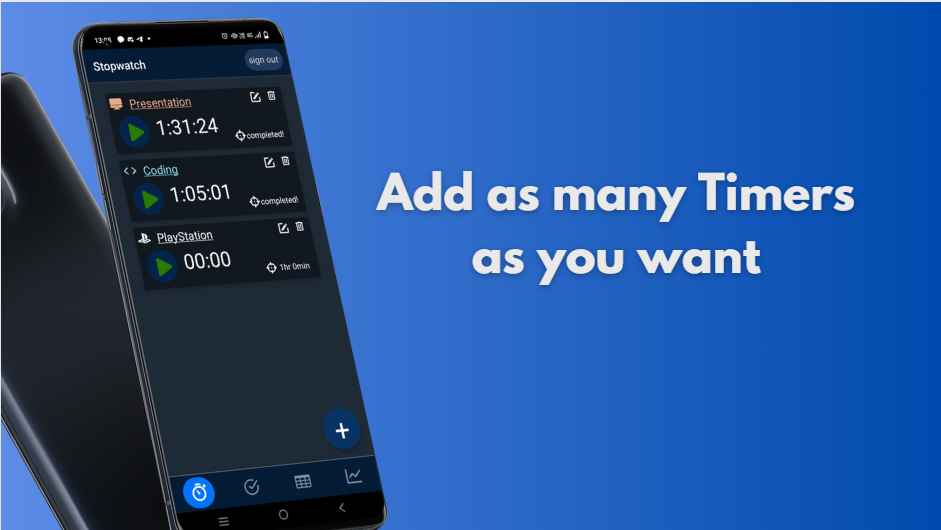 Stopwatch
sign out
Presentation
1:31:24
completed!
Coding
1:05:01
completed!
PlayStation
00:00
1hr 0min
Add as many Timers
as you want